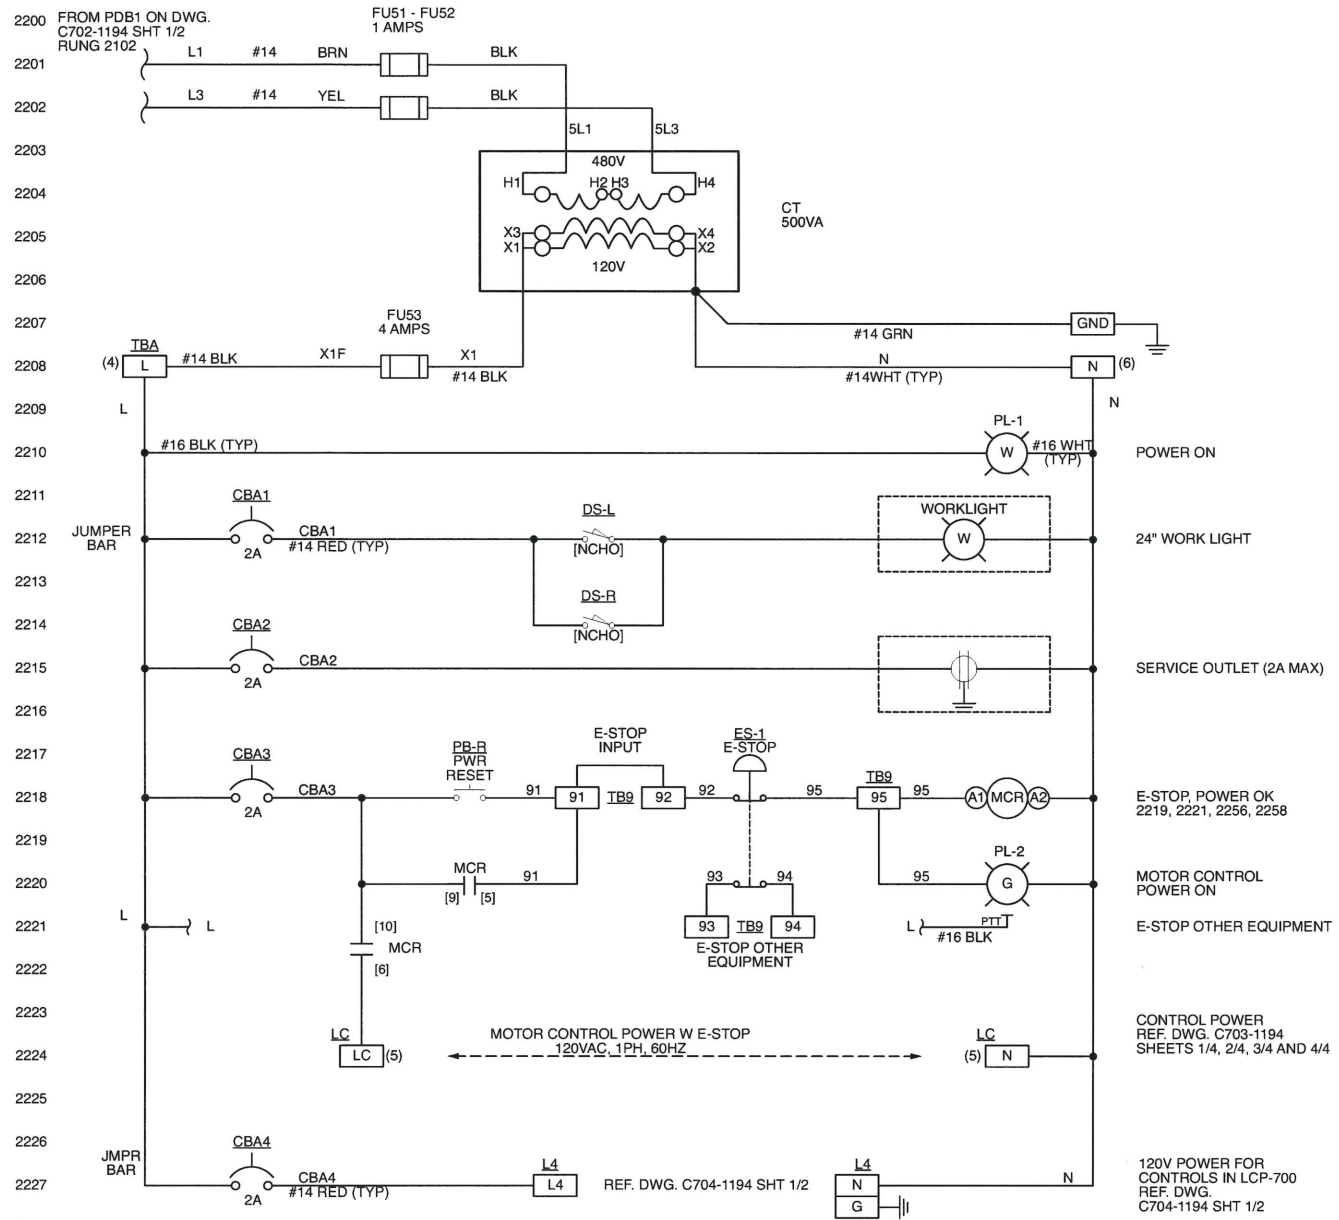 2200 FROM PDB1 ON DWG.
C702-1194 SHT 1/2
RUNG 2102
FU51 - FU52
1 AMPS
2201 L1 #14 BRN BLK
2202 L3 #14 YEL BLK
5L1 5L3
2203 480V
2204 H1 H2 H3 H4
CT
500VA
2205 X3 X4
X1 X2
120V
2206
2207 FU53
4 AMPS
#14 GRN
GND
TBA
2208 (4) L #14 BLK X1F X1 N N (6)
#14 BLK #14WHT (TYP)
2209 L N
PL-1
2210 #16 BLK (TYP) W #16 WHT
(TYP)
POWER ON
2211 CBA1 WORKLIGHT
DS-L
2212 JUMPER
BAR
CBA1
#14 RED (TYP)
2A
[NCHO]
W
24" WORK LIGHT
2213
DS-R
2214 [NCHO]
CBA2
2215 CBA2
2A
SERVICE OUTLET (2A MAX)
2216
2217 CBA3
PB-R
PWR
RESET
E-STOP
INPUT
ES-1
E-STOP
TB9
2218 CBA3 91 91 TB9 92 92 95 95 95 A1 MCR A2
2A
E-STOP, POWER OK
2219, 2221, 2256, 2258
2219
PL-2
2220 MCR 91 93 94 95 G
[9] [5]
MOTOR CONTROL
POWER ON
2221 L L [10] 93 TB9 94 L PTT
#16 BLK
E-STOP OTHER EQUIPMENT
MCR
E-STOP OTHER
EQUIPMENT
2222 [6]
2223
LC MOTOR CONTROL POWER W E-STOP LC
120VAC, 1PH, 60HZ
2224 LC (5) (5) N
CONTROL POWER
REF. DWG. C703-1194
SHEETS 1/4, 2/4, 3/4 AND 4/4
2225
2226 CBA4
JMPR
BAR
L4 L4
2227 CBA4 L4 REF. DWG. C704-1194 SHT 1/2 N N
2A #14 RED (TYP)
G
120V POWER FOR
CONTROLS IN LCP-700
REF. DWG.
C704-1194 SHT 1/2